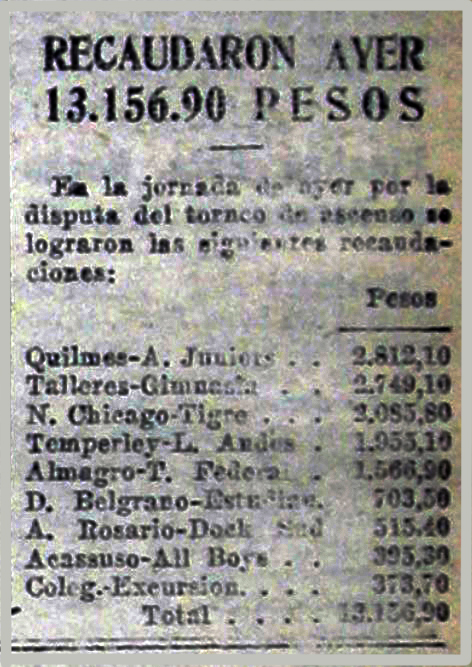 RECAUDARON AYER
13.156.90 PESOS
En la jornada de ayer por la
disputa del torneo de ascenso se
lograron las siguientes recauda-
ciones:
Pesos
Quilmes-A. Juniors . . 2.812,10
Talleres-Gimnasia . . 2.749,10
N. Chicago-Tigre . . . 2.085,80
Temperley-L. Andes . 1.955,10
Almagro-T. Federal . 1.566,90
D. Belgrano-Estudian. 703,50
A. Rosario-Dock Sud 515.40
Acassuso-All Boys . . 395,30
Coleg.-Excursion. . . . 373,70
Total . . . . 13.156,90